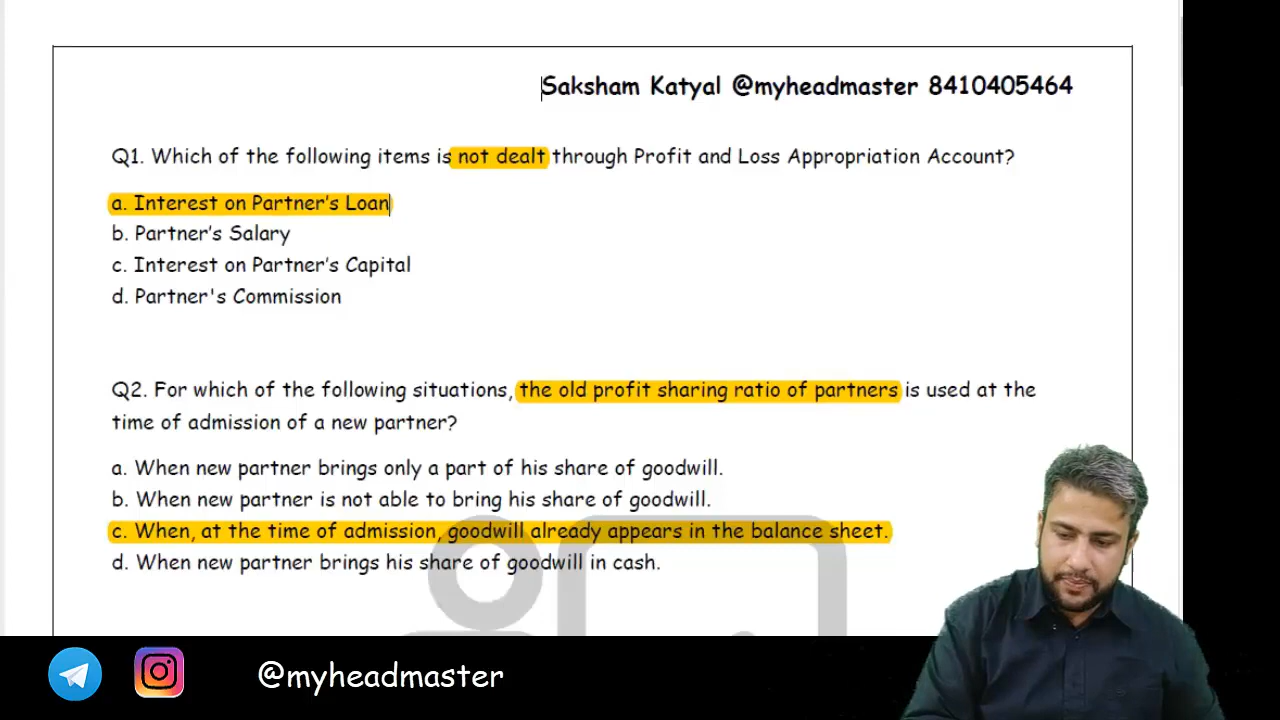 Saksham Katyal @myheadmaster 8410405464
Q1. Which of the following items is not dealt through Profit and Loss Appropriation Account?
a. Interest on Partner’s Loan
b. Partner’s Salary
c. Interest on Partner’s Capital
d. Partner's Commission
Q2. For which of the following situations, the old profit sharing ratio of partners is used at the
time of admission of a new partner?
a. When new partner brings only a part of his share of goodwill.
b. When new partner is not able to bring his share of goodwill.
c. When, at the time of admission, goodwill already appears in the balance sheet.
d. When new partner brings his share of goodwill in cash.
@myheadmaster